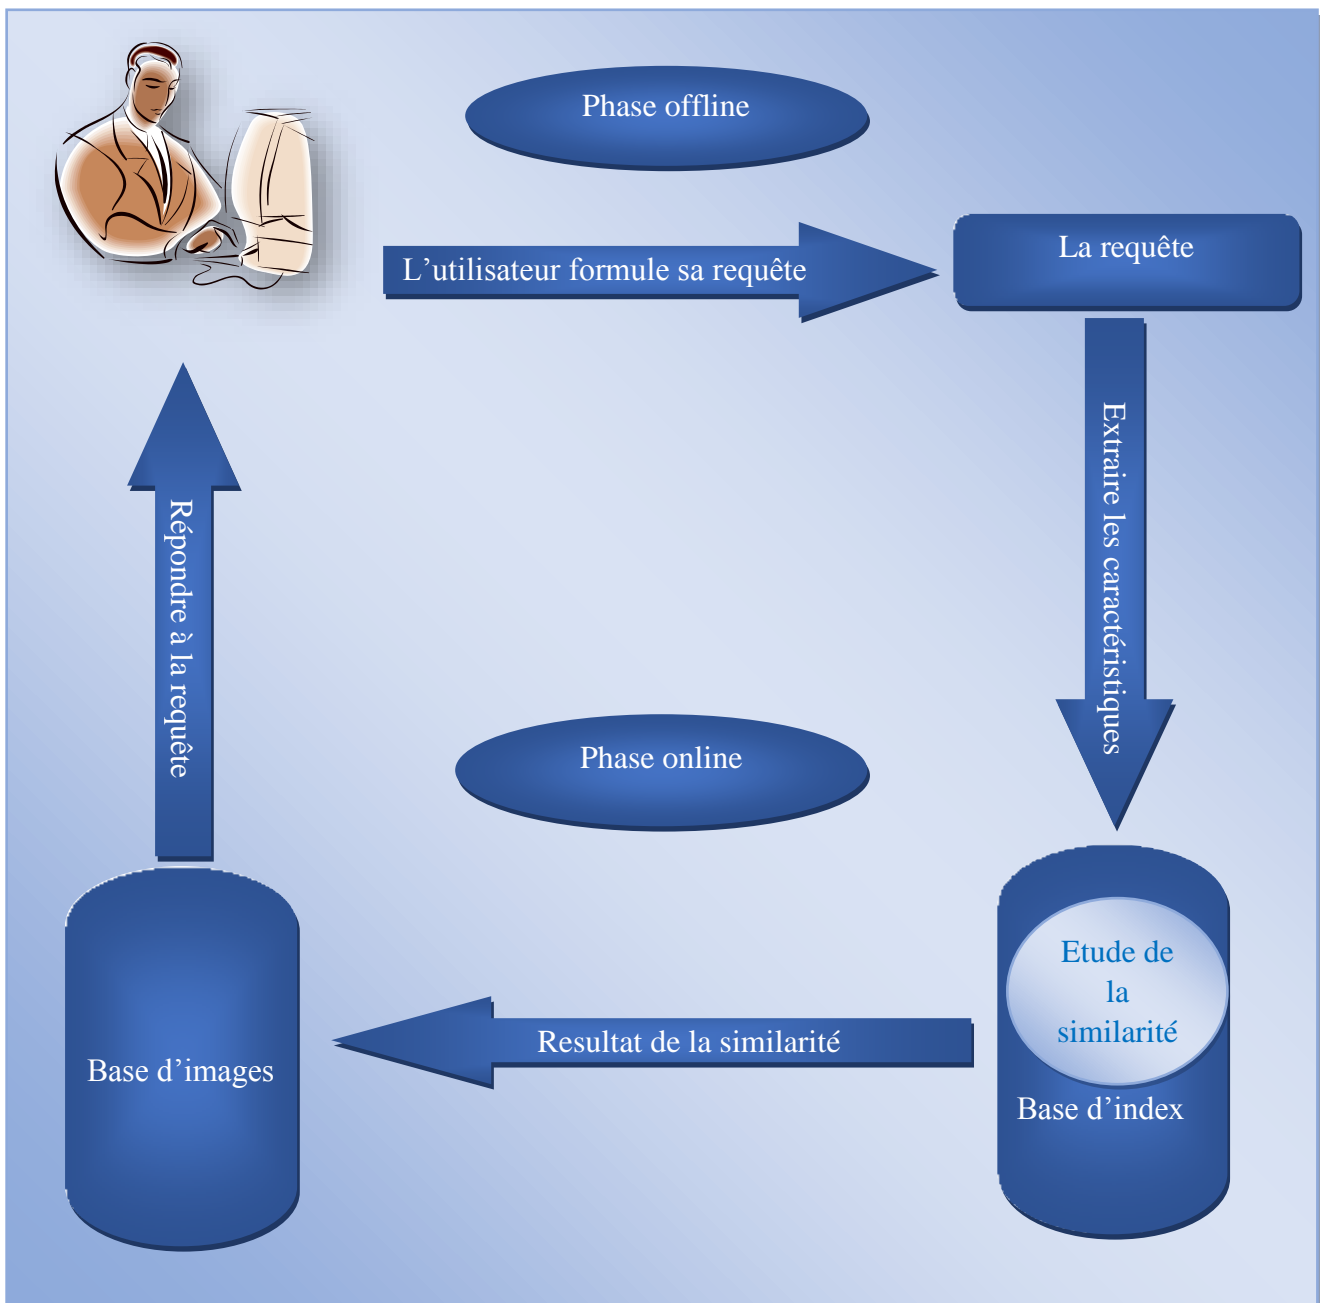 Phase offline
L’utilisateur formule sa requête
La requête
Extraire les caractéristiques
Répondre à la requête
Phase online
Etude de
la
similarité
Resultat de la similarité
Base d’images
Base d’index